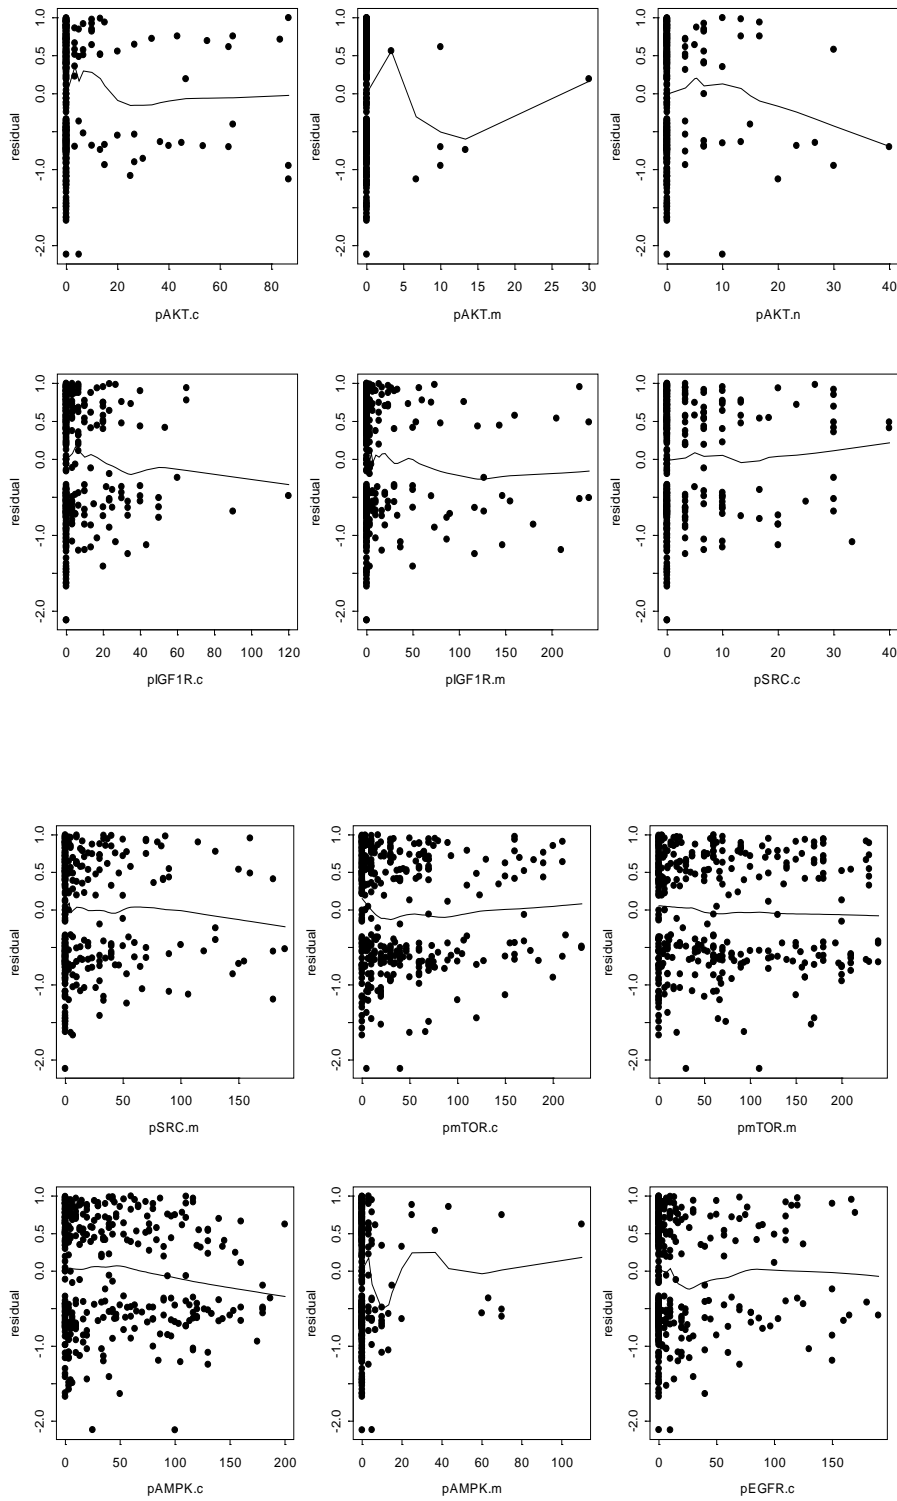 residual
1.0
0.5
0.0
-1.0
-2.0
0 20 40 60 80
pAKT.c
residual
1.0
0.5
0.0
-1.0
-2.0
0 5 10 15 20 25 30
pAKT.m
residual
1.0
0.5
0.0
-1.0
-2.0
0 10 20 30 40
pAKT.n
residual
1.0
0.5
0.0
-1.0
-2.0
0 20 40 60 80 100 120
pIGF1R.c
residual
1.0
0.5
0.0
-1.0
-2.0
0 50 100 150 200
pIGF1R.m
residual
1.0
0.5
0.0
-1.0
-2.0
0 10 20 30 40
pSRC.c
residual
1.0
0.5
0.0
-1.0
-2.0
0 50 100 150
pSRC.m
residual
1.0
0.5
0.0
-1.0
-2.0
0 50 100 150 200
pmTOR.c
residual
1.0
0.5
0.0
-1.0
-2.0
0 50 100 150 200
pmTOR.m
residual
1.0
0.5
0.0
-1.0
-2.0
0 50 100 150 200
pAMPK.c
residual
1.0
0.5
0.0
-1.0
-2.0
0 20 40 60 80 100
pAMPK.m
residual
1.0
0.5
0.0
-1.0
-2.0
0 50 100 150
pEGFR.c